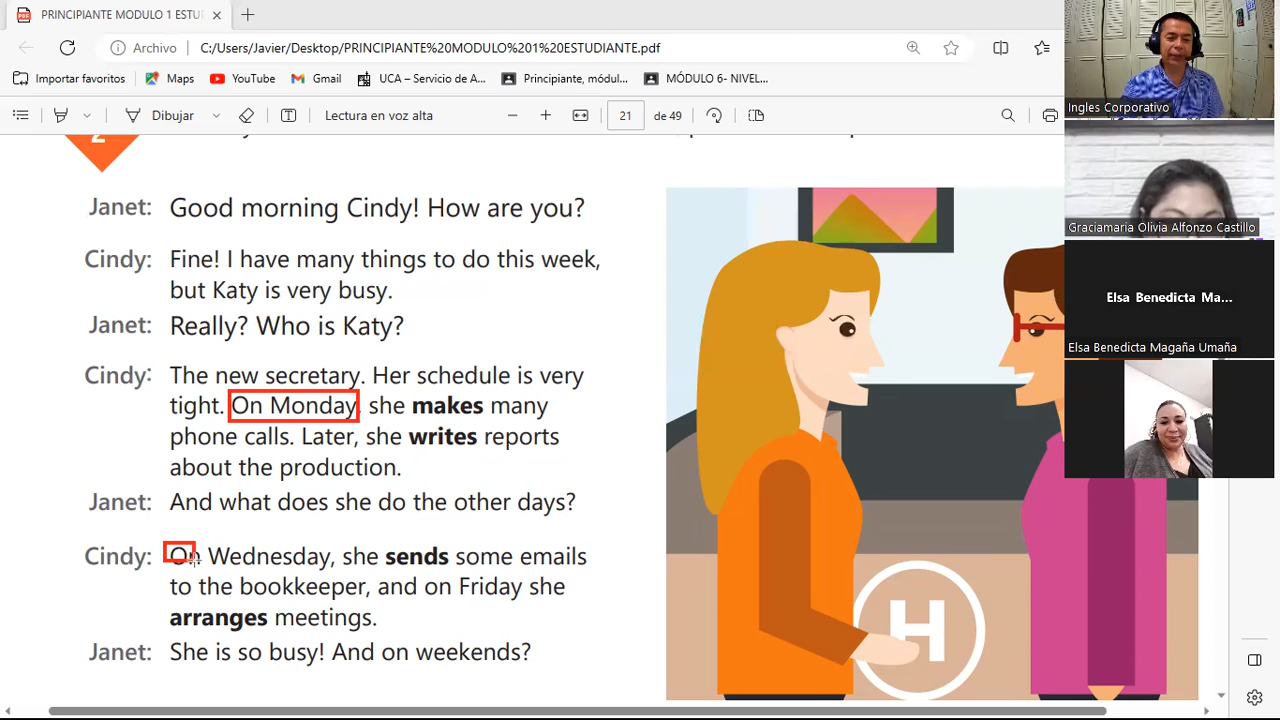 PRINCIPIANTE MODULO 1 ESTU
Archivo
C:/Users/Javier/Desktop/PRINCIPIANTE%20MODULO%201%20ESTUDIANTE.pdf
Importar favoritos
Maps
YouTube
Gmail
UCA – Servicio de A...
Principiante, módul...
MÓDULO 6- NIVEL...
Dibujar
Lectura en voz alta
21
de 49
2
Janet: Good morning Cindy! How are you?
Cindy: Fine! I have many things to do this week,
but Katy is very busy.
Janet: Really? Who is Katy?
Cindy: The new secretary. Her schedule is very
tight. On Monday, she makes many
phone calls. Later, she writes reports
about the production.
Janet: And what does she do the other days?
Cindy: On Wednesday, she sends some emails
to the bookkeeper, and on Friday she
arranges meetings.
Janet: She is so busy! And on weekends?
H
Ingles Corporativo
Graciamaria Olivia Alfonzo Castillo
Elsa Benedicta Ma...
Elsa Benedicta Magaña Umaña